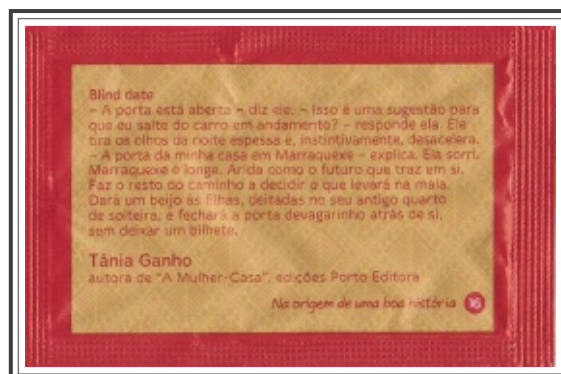 Blind date
– A porta está aberta – diz ele. – Isso é uma sugestão para
que eu salte do carro em andamento? – responde ela. Ele
tira os olhos da noite espessa e, instintivamente, desacelera.
– A porta da minha casa em Marraquexe – explica. Ela sorri.
Marraquexe é longe. Árida como o futuro que traz em si.
Faz o resto do caminho a decidir o que levará na mala.
Dará um beijo às filhas, deitadas no seu antigo quarto
de solteira, e fechará a porta devagarinho atrás de si,
sem deixar um bilhete.
Tânia Ganho
autora de "A Mulher-Casa", edições Porto Editora
Na origem de uma boa história 16